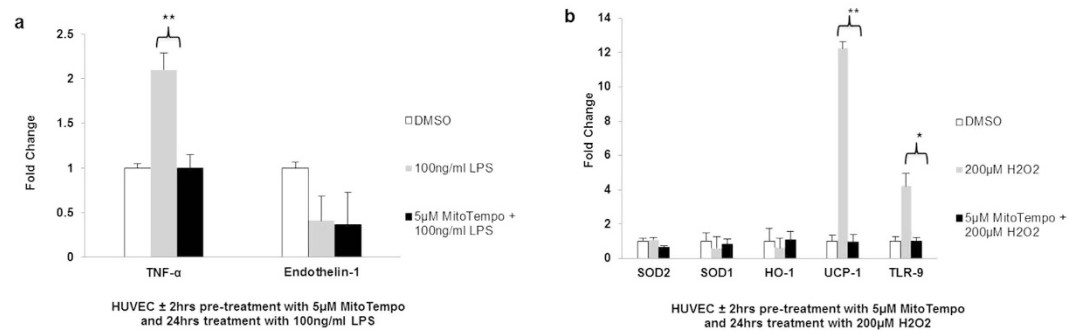 a
**
2.5
2
1.5
1
0.5
0
Fold Change
TNF-α
Endothelin-1
DMSO
100ng/ml LPS
5µM MitoTempo +
100ng/ml LPS
HUVEC ± 2hrs pre-treatment with 5µM MitoTempo
and 24hrs treatment with 100ng/ml LPS
b
**
*
14
12
10
8
6
4
2
0
Fold Change
SOD2
SOD1
HO-1
UCP-1
TLR-9
DMSO
200µM H2O2
5µM MitoTempo +
200µM H2O2
HUVEC ± 2hrs pre-treatment with 5µM MitoTempo
and 24hrs treatment with 200µM H2O2